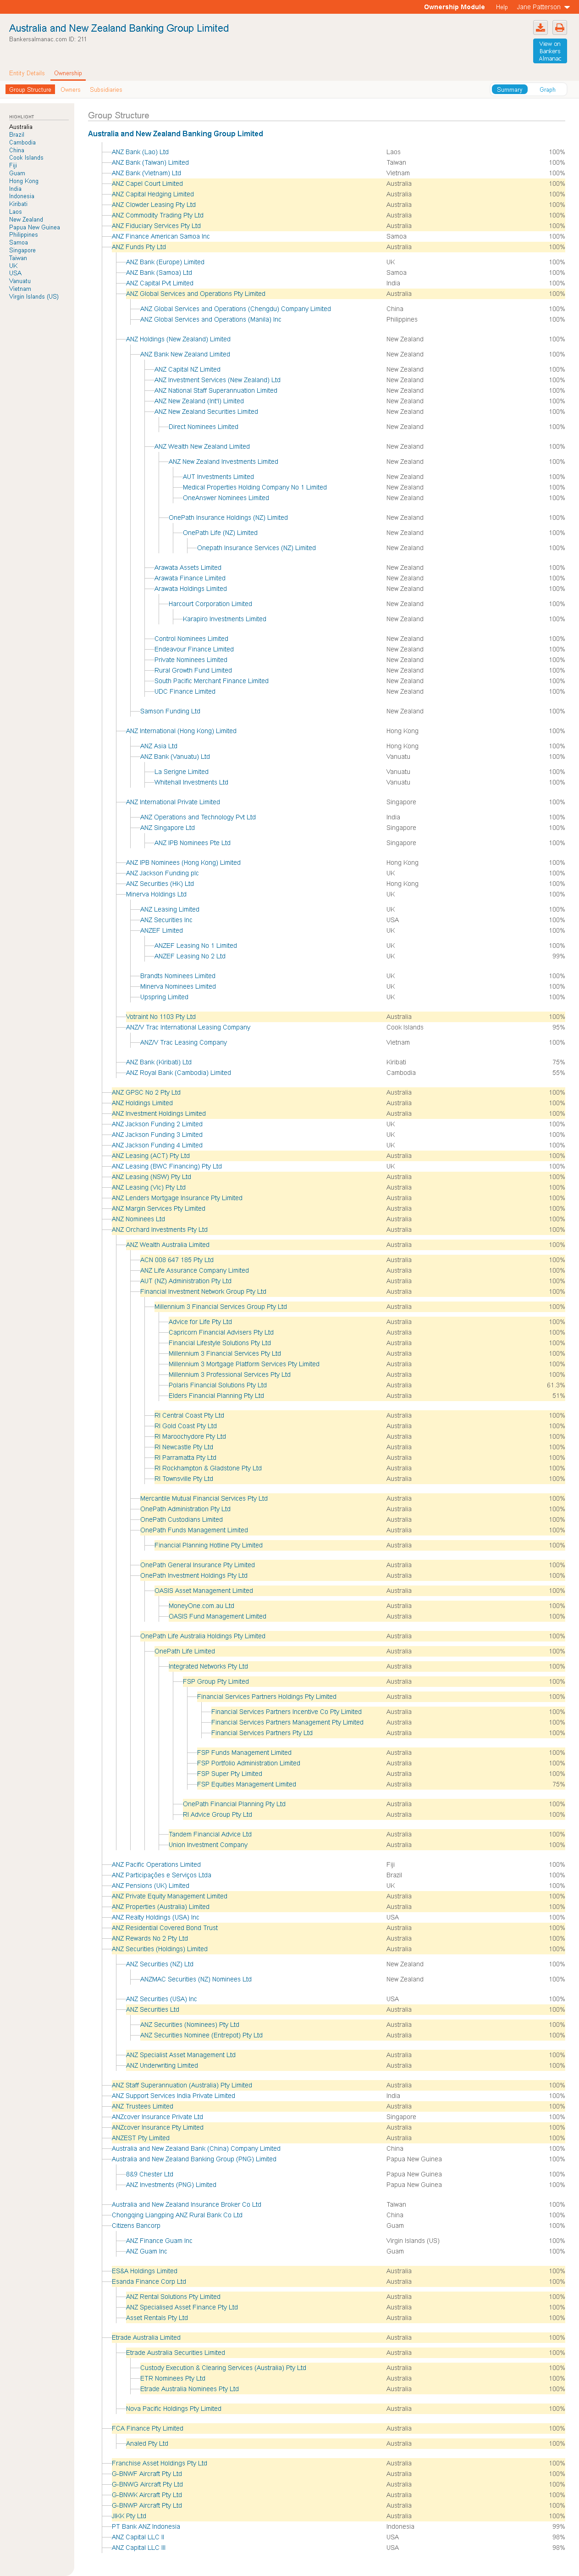 Ownership Module Help Jane Patterson
Australia and New Zealand Banking Group Limited
Bankersalmanac.com ID: 211
View on
Bankers
Almanac
Entity Details Ownership
Group Structure Owners Subsidiaries
Summary Graph
HIGHLIGHT
Australia
Brazil
Cambodia
China
Cook Islands
Fiji
Guam
Hong Kong
India
Indonesia
Kiribati
Laos
New Zealand
Papua New Guinea
Philippines
Samoa
Singapore
Taiwan
UK
USA
Vanuatu
Vietnam
Virgin Islands (US)
Group Structure
Australia and New Zealand Banking Group Limited
ANZ Bank (Lao) Ltd Laos 100%
ANZ Bank (Taiwan) Limited Taiwan 100%
ANZ Bank (Vietnam) Ltd Vietnam 100%
ANZ Capel Court Limited Australia 100%
ANZ Capital Hedging Limited Australia 100%
ANZ Clowder Leasing Pty Ltd Australia 100%
ANZ Commodity Trading Pty Ltd Australia 100%
ANZ Fiduciary Services Pty Ltd Australia 100%
ANZ Finance American Samoa Inc Samoa 100%
ANZ Funds Pty Ltd Australia 100%
ANZ Bank (Europe) Limited UK 100%
ANZ Bank (Samoa) Ltd Samoa 100%
ANZ Capital Pvt Limited India 100%
ANZ Global Services and Operations Pty Limited Australia 100%
ANZ Global Services and Operations (Chengdu) Company Limited China 100%
ANZ Global Services and Operations (Manila) Inc Philippines 100%
ANZ Holdings (New Zealand) Limited New Zealand 100%
ANZ Bank New Zealand Limited New Zealand 100%
ANZ Capital NZ Limited New Zealand 100%
ANZ Investment Services (New Zealand) Ltd New Zealand 100%
ANZ National Staff Superannuation Limited New Zealand 100%
ANZ New Zealand (Int'l) Limited New Zealand 100%
ANZ New Zealand Securities Limited New Zealand 100%
Direct Nominees Limited New Zealand 100%
ANZ Wealth New Zealand Limited New Zealand 100%
ANZ New Zealand Investments Limited New Zealand 100%
AUT Investments Limited New Zealand 100%
Medical Properties Holding Company No 1 Limited New Zealand 100%
OneAnswer Nominees Limited New Zealand 100%
OnePath Insurance Holdings (NZ) Limited New Zealand 100%
OnePath Life (NZ) Limited New Zealand 100%
Onepath Insurance Services (NZ) Limited New Zealand 100%
Arawata Assets Limited New Zealand 100%
Arawata Finance Limited New Zealand 100%
Arawata Holdings Limited New Zealand 100%
Harcourt Corporation Limited New Zealand 100%
Karapiro Investments Limited New Zealand 100%
Control Nominees Limited New Zealand 100%
Endeavour Finance Limited New Zealand 100%
Private Nominees Limited New Zealand 100%
Rural Growth Fund Limited New Zealand 100%
South Pacific Merchant Finance Limited New Zealand 100%
UDC Finance Limited New Zealand 100%
Samson Funding Ltd New Zealand 100%
ANZ International (Hong Kong) Limited Hong Kong 100%
ANZ Asia Ltd Hong Kong 100%
ANZ Bank (Vanuatu) Ltd Vanuatu 100%
La Serigne Limited Vanuatu 100%
Whitehall Investments Ltd Vanuatu 100%
ANZ International Private Limited Singapore 100%
ANZ Operations and Technology Pvt Ltd India 100%
ANZ Singapore Ltd Singapore 100%
ANZ IPB Nominees Pte Ltd Singapore 100%
ANZ IPB Nominees (Hong Kong) Limited Hong Kong 100%
ANZ Jackson Funding plc UK 100%
ANZ Securities (HK) Ltd Hong Kong 100%
Minerva Holdings Ltd UK 100%
ANZ Leasing Limited UK 100%
ANZ Securities Inc USA 100%
ANZEF Limited UK 100%
ANZEF Leasing No 1 Limited UK 100%
ANZEF Leasing No 2 Ltd UK 99%
Brandts Nominees Limited UK 100%
Minerva Nominees Limited UK 100%
Upspring Limited UK 100%
Votraint No 1103 Pty Ltd Australia 100%
ANZ/V Trac International Leasing Company Cook Islands 95%
ANZ/V Trac Leasing Company Vietnam 100%
ANZ Bank (Kiribati) Ltd Kiribati 75%
ANZ Royal Bank (Cambodia) Limited Cambodia 55%
ANZ GPSC No 2 Pty Ltd Australia 100%
ANZ Holdings Limited Australia 100%
ANZ Investment Holdings Limited Australia 100%
ANZ Jackson Funding 2 Limited UK 100%
ANZ Jackson Funding 3 Limited UK 100%
ANZ Jackson Funding 4 Limited UK 100%
ANZ Leasing (ACT) Pty Ltd Australia 100%
ANZ Leasing (BWC Financing) Pty Ltd UK 100%
ANZ Leasing (NSW) Pty Ltd Australia 100%
ANZ Leasing (Vic) Pty Ltd Australia 100%
ANZ Lenders Mortgage Insurance Pty Limited Australia 100%
ANZ Margin Services Pty Limited Australia 100%
ANZ Nominees Ltd Australia 100%
ANZ Orchard Investments Pty Ltd Australia 100%
ANZ Wealth Australia Limited Australia 100%
ACN 008 647 185 Pty Ltd Australia 100%
ANZ Life Assurance Company Limited Australia 100%
AUT (NZ) Administration Pty Ltd Australia 100%
Financial Investment Network Group Pty Ltd Australia 100%
Millennium 3 Financial Services Group Pty Ltd Australia 100%
Advice for Life Pty Ltd Australia 100%
Capricorn Financial Advisers Pty Ltd Australia 100%
Financial Lifestyle Solutions Pty Ltd Australia 100%
Millennium 3 Financial Services Pty Ltd Australia 100%
Millennium 3 Mortgage Platform Services Pty Limited Australia 100%
Millennium 3 Professional Services Pty Ltd Australia 100%
Polaris Financial Solutions Pty Ltd Australia 61.3%
Elders Financial Planning Pty Ltd Australia 51%
RI Central Coast Pty Ltd Australia 100%
RI Gold Coast Pty Ltd Australia 100%
RI Maroochydore Pty Ltd Australia 100%
RI Newcastle Pty Ltd Australia 100%
RI Parramatta Pty Ltd Australia 100%
RI Rockhampton & Gladstone Pty Ltd Australia 100%
RI Townsville Pty Ltd Australia 100%
Mercantile Mutual Financial Services Pty Ltd Australia 100%
OnePath Administration Pty Ltd Australia 100%
OnePath Custodians Limited Australia 100%
OnePath Funds Management Limited Australia 100%
Financial Planning Hotline Pty Limited Australia 100%
OnePath General Insurance Pty Limited Australia 100%
OnePath Investment Holdings Pty Ltd Australia 100%
OASIS Asset Management Limited Australia 100%
MoneyOne.com.au Ltd Australia 100%
OASIS Fund Management Limited Australia 100%
OnePath Life Australia Holdings Pty Limited Australia 100%
OnePath Life Limited Australia 100%
Integrated Networks Pty Ltd Australia 100%
FSP Group Pty Limited Australia 100%
Financial Services Partners Holdings Pty Limited Australia 100%
Financial Services Partners Incentive Co Pty Limited Australia 100%
Financial Services Partners Management Pty Limited Australia 100%
Financial Services Partners Pty Ltd Australia 100%
FSP Funds Management Limited Australia 100%
FSP Portfolio Administration Limited Australia 100%
FSP Super Pty Limited Australia 100%
FSP Equities Management Limited Australia 75%
OnePath Financial Planning Pty Ltd Australia 100%
RI Advice Group Pty Ltd Australia 100%
Tandem Financial Advice Ltd Australia 100%
Union Investment Company Australia 100%
ANZ Pacific Operations Limited Fiji 100%
ANZ Participações e Serviços Ltda Brazil 100%
ANZ Pensions (UK) Limited UK 100%
ANZ Private Equity Management Limited Australia 100%
ANZ Properties (Australia) Limited Australia 100%
ANZ Realty Holdings (USA) Inc USA 100%
ANZ Residential Covered Bond Trust Australia 100%
ANZ Rewards No 2 Pty Ltd Australia 100%
ANZ Securities (Holdings) Limited Australia 100%
ANZ Securities (NZ) Ltd New Zealand 100%
ANZMAC Securities (NZ) Nominees Ltd New Zealand 100%
ANZ Securities (USA) Inc USA 100%
ANZ Securities Ltd Australia 100%
ANZ Securities (Nominees) Pty Ltd Australia 100%
ANZ Securities Nominee (Entrepot) Pty Ltd Australia 100%
ANZ Specialist Asset Management Ltd Australia 100%
ANZ Underwriting Limited Australia 100%
ANZ Staff Superannuation (Australia) Pty Limited Australia 100%
ANZ Support Services India Private Limited India 100%
ANZ Trustees Limited Australia 100%
ANZcover Insurance Private Ltd Singapore 100%
ANZcover Insurance Pty Limited Australia 100%
ANZEST Pty Limited Australia 100%
Australia and New Zealand Bank (China) Company Limited China 100%
Australia and New Zealand Banking Group (PNG) Limited Papua New Guinea 100%
8&9 Chester Ltd Papua New Guinea 100%
ANZ Investments (PNG) Limited Papua New Guinea 100%
Australia and New Zealand Insurance Broker Co Ltd Taiwan 100%
Chongqing Liangping ANZ Rural Bank Co Ltd China 100%
Citizens Bancorp Guam 100%
ANZ Finance Guam Inc Virgin Islands (US) 100%
ANZ Guam Inc Guam 100%
ES&A Holdings Limited Australia 100%
Esanda Finance Corp Ltd Australia 100%
ANZ Rental Solutions Pty Limited Australia 100%
ANZ Specialised Asset Finance Pty Ltd Australia 100%
Asset Rentals Pty Ltd Australia 100%
Etrade Australia Limited Australia 100%
Etrade Australia Securities Limited Australia 100%
Custody Execution & Clearing Services (Australia) Pty Ltd Australia 100%
ETR Nominees Pty Ltd Australia 100%
Etrade Australia Nominees Pty Ltd Australia 100%
Nova Pacific Holdings Pty Limited Australia 100%
FCA Finance Pty Limited Australia 100%
Analed Pty Ltd Australia 100%
Franchise Asset Holdings Pty Ltd Australia 100%
G-BNWF Aircraft Pty Ltd Australia 100%
G-BNWG Aircraft Pty Ltd Australia 100%
G-BNWK Aircraft Pty Ltd Australia 100%
G-BNWP Aircraft Pty Ltd Australia 100%
JIKK Pty Ltd Australia 100%
PT Bank ANZ Indonesia Indonesia 99%
ANZ Capital LLC II USA 98%
ANZ Capital LLC III USA 98%